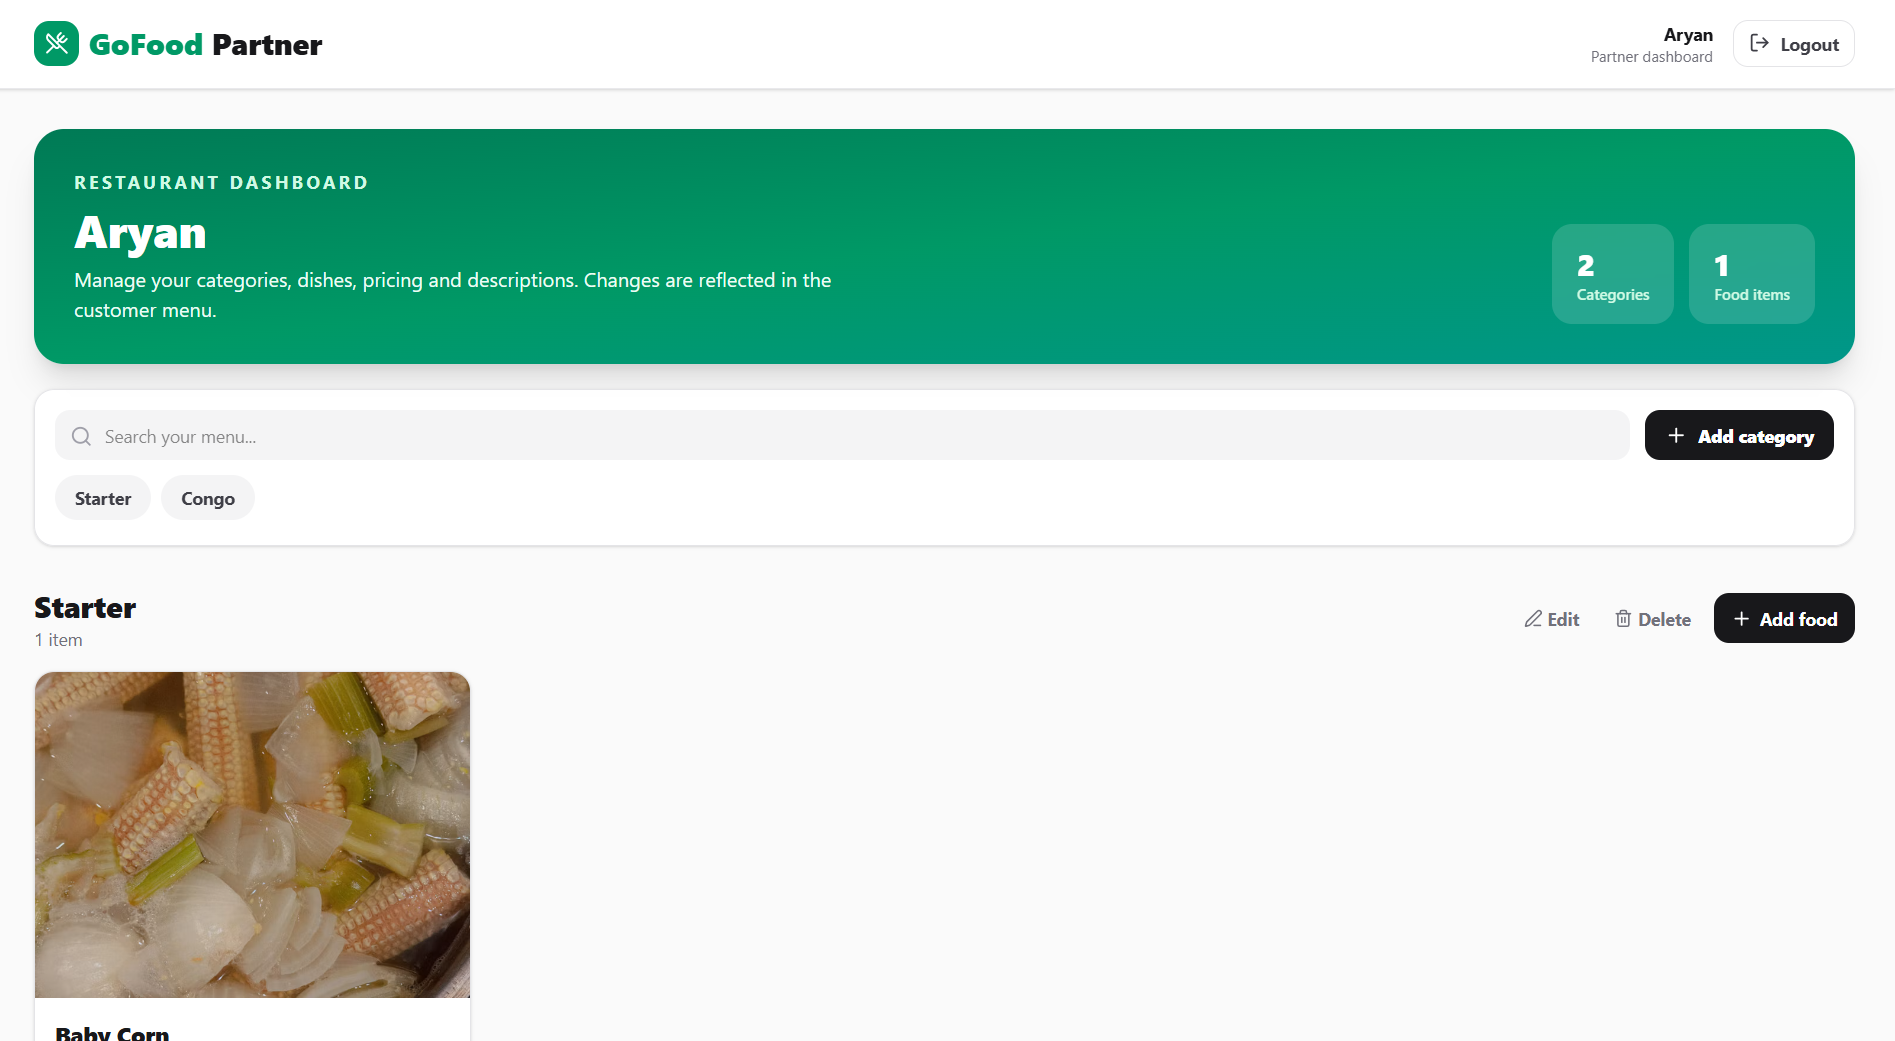 GoFood Partner
Aryan
Partner dashboard
Logout
RESTAURANT DASHBOARD
Aryan
Manage your categories, dishes, pricing and descriptions. Changes are reflected in the
customer menu.
2
Categories
1
Food items
Search your menu...
Add category
Starter
Congo
Starter
1 item
Edit
Delete
Add food
Baby Corn